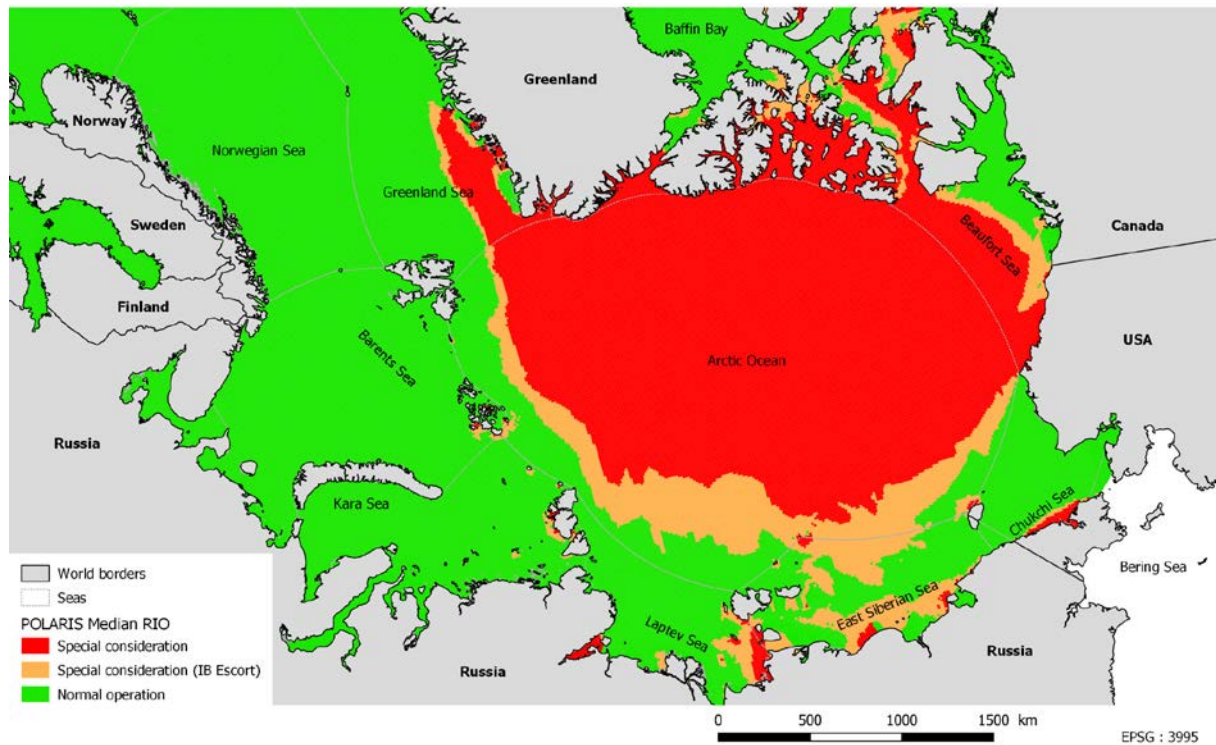 Baffin Bay
Greenland
Norway
Norwegian Sea
Greenland Sea
Sweden
Canada
Beaufort Sea
Finland
USA
Barents Sea
Arctic Ocean
Russia
Kara Sea
Chukchi Sea
Bering Sea
East Siberian Sea
Laptev Sea
Russia
Russia
World borders
Seas
POLARIS Median RIO
Special consideration
Special consideration (IB Escort)
Normal operation
0 500 1000 1500 km
EPSG : 3995